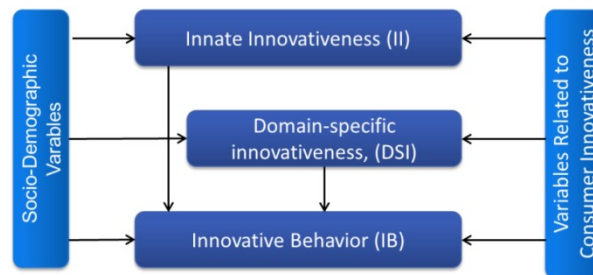 Innate Innovativeness (II)
Domain-specific
innovativeness, (DSI)
Innovative Behavior (IB)
Socio-Demographic
Varables
Variables Related to
Consumer Innovativeness